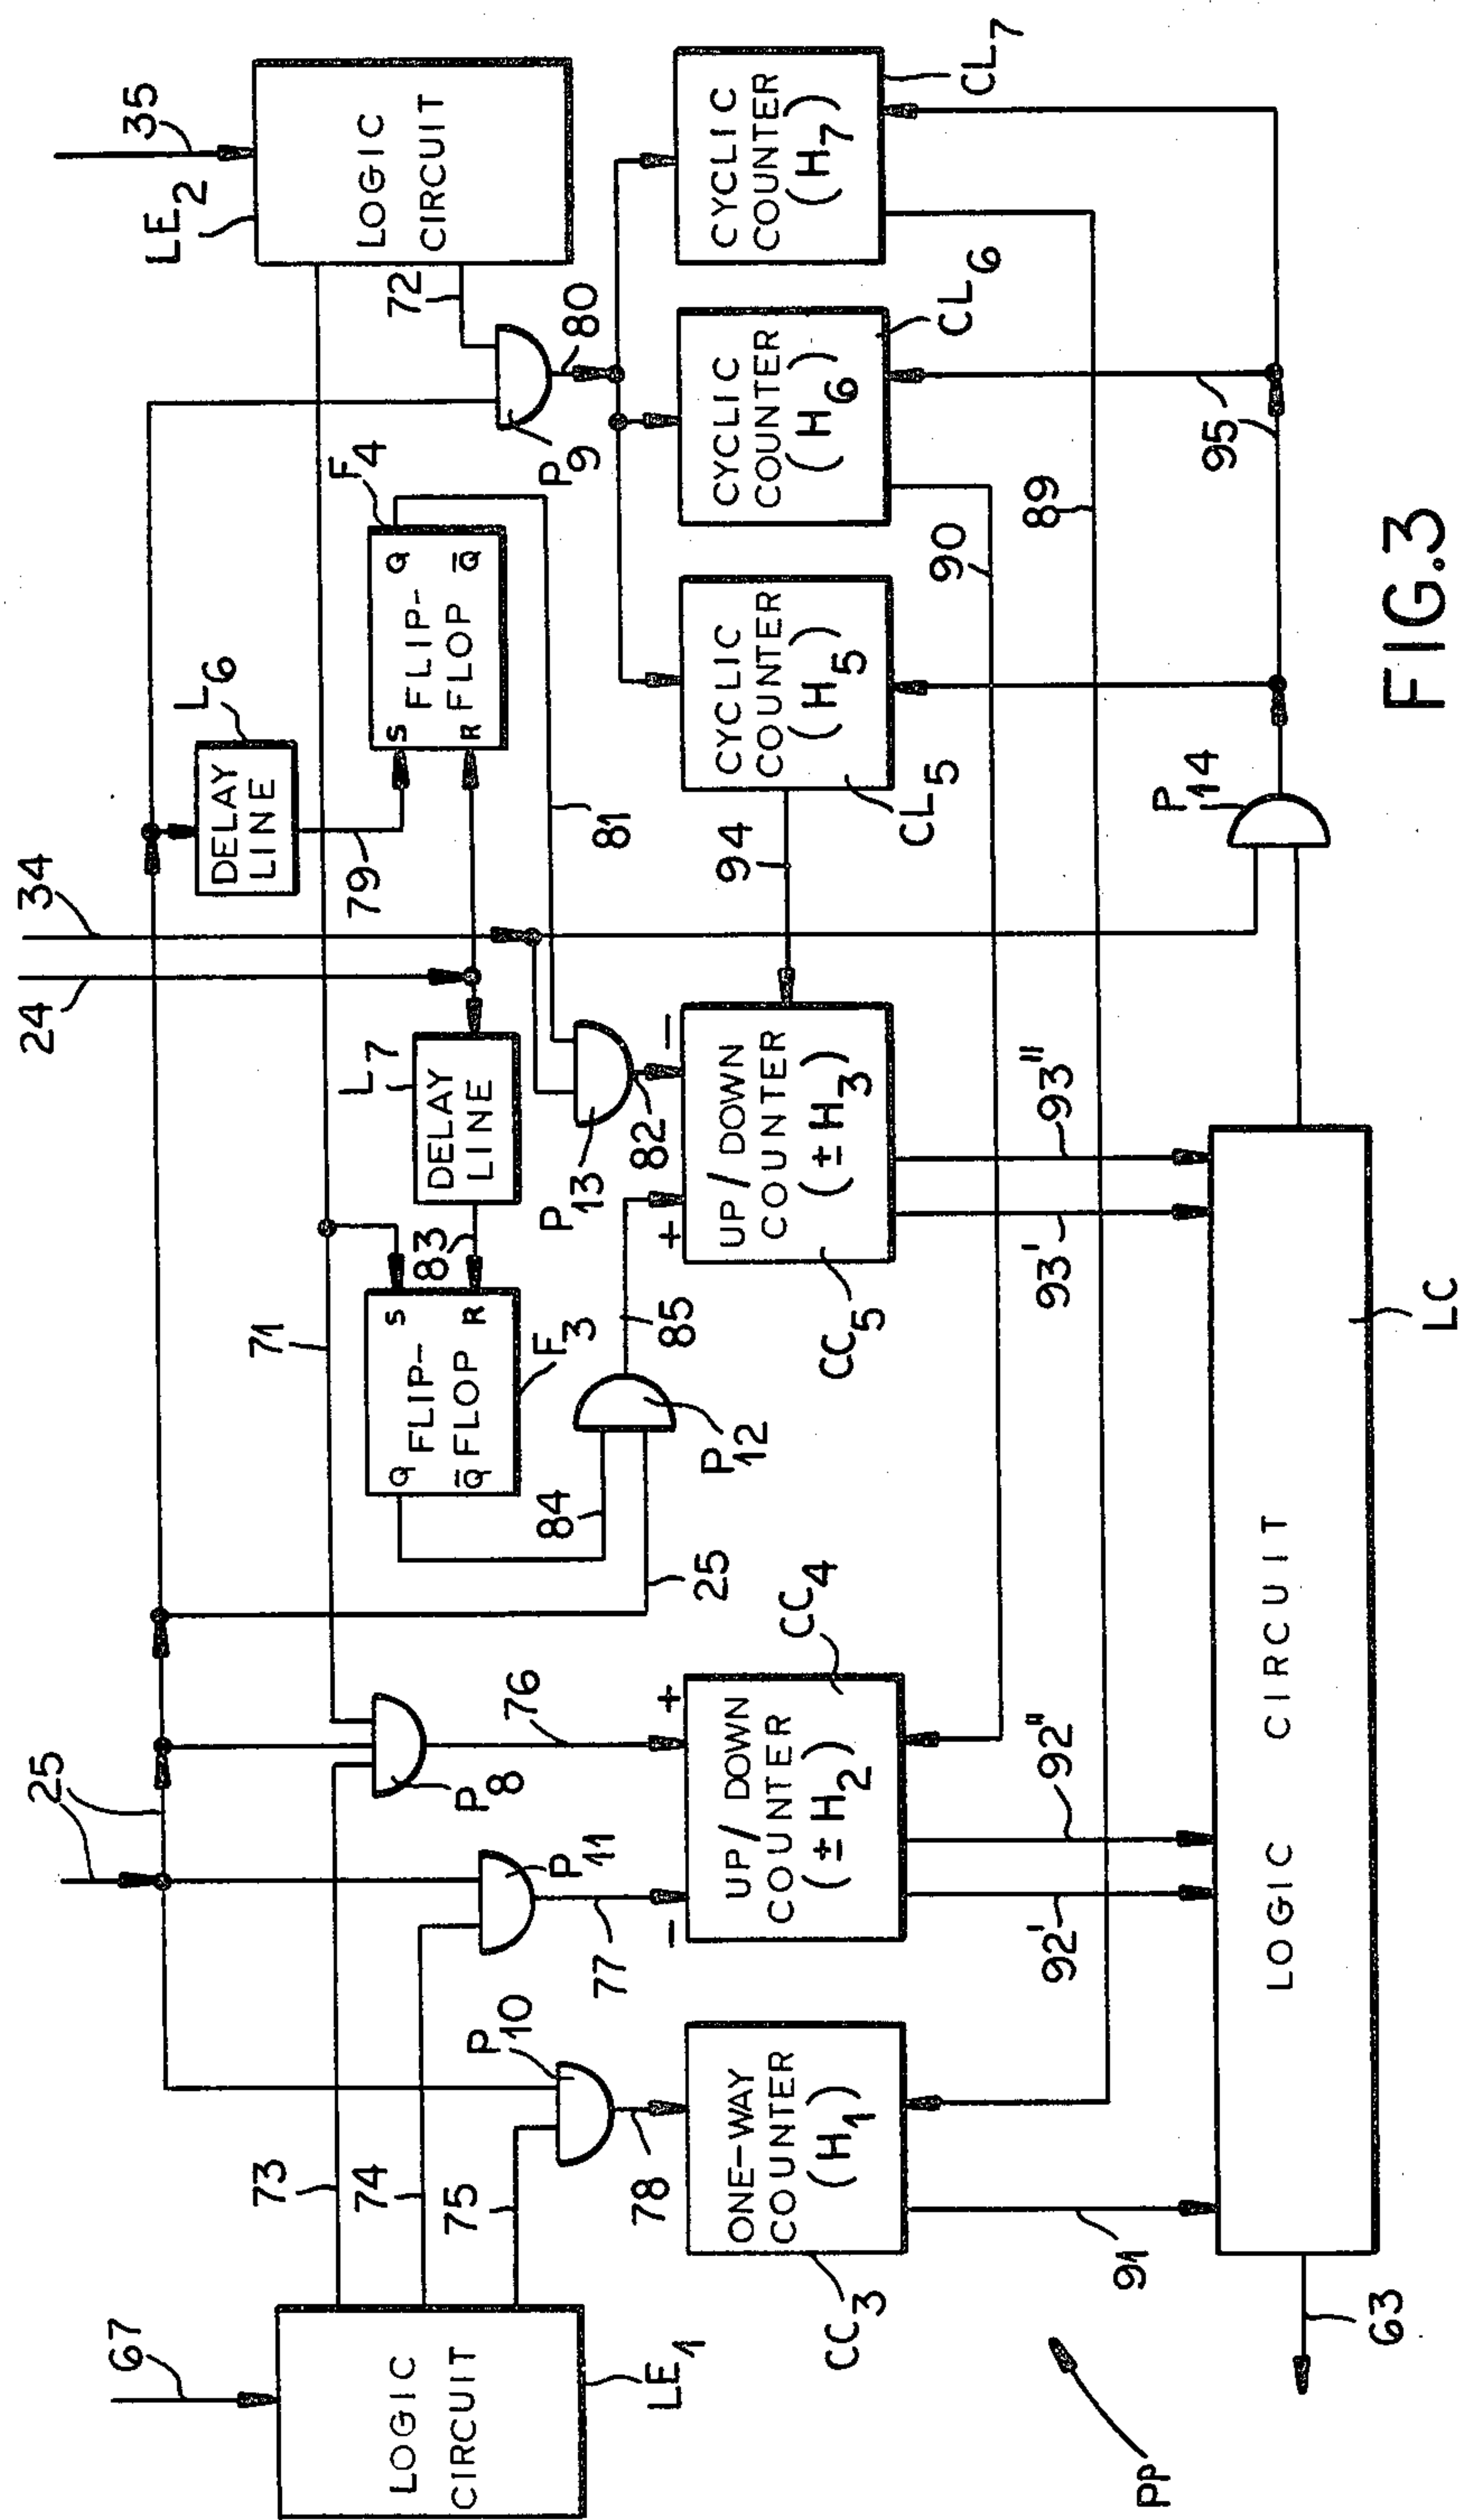 67
LOGIC
CIRCUIT
LE1
73
74
75
25
P10
78
P11
77
P8
76
71
25
84
Q FLIP- S
Q̅ FLOP R
F3
83
P12
85
24
34
L7
DELAY
LINE
P13
82
L6
DELAY
LINE
79
81
F4
S FLIP- Q
R FLOP Q̅
35
LE2
LOGIC
CIRCUIT
72
P9
80
ONE-WAY
COUNTER
(H1)
CC3
- +
UP/DOWN
COUNTER
(±H2)
CC4
+ -
UP/DOWN
COUNTER
(±H3)
CC5
94
CYCLIC
COUNTER
(H5)
CL5
CYCLIC
COUNTER
(H6)
CL6
CYCLIC
COUNTER
(H7)
CL7
90
89
91
92'
92"
93'
93"
P14
95
LOGIC CIRCUIT
LC
63
PP
FIG.3